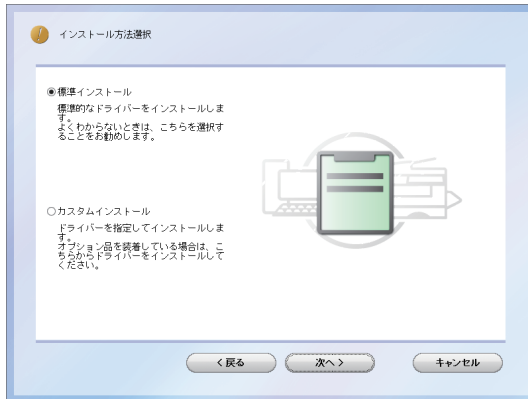 インストール方法選択
標準インストール
標準的なドライバーをインストールしま
す。
よくわからないときは、こちらを選択す
ることをお勧めします。
カスタムインストール
ドライバーを指定してインストールしま
す。
オプション品を装着している場合は、こ
ちらからドライバーをインストールして
ください。
< 戻る
次へ >
キャンセル